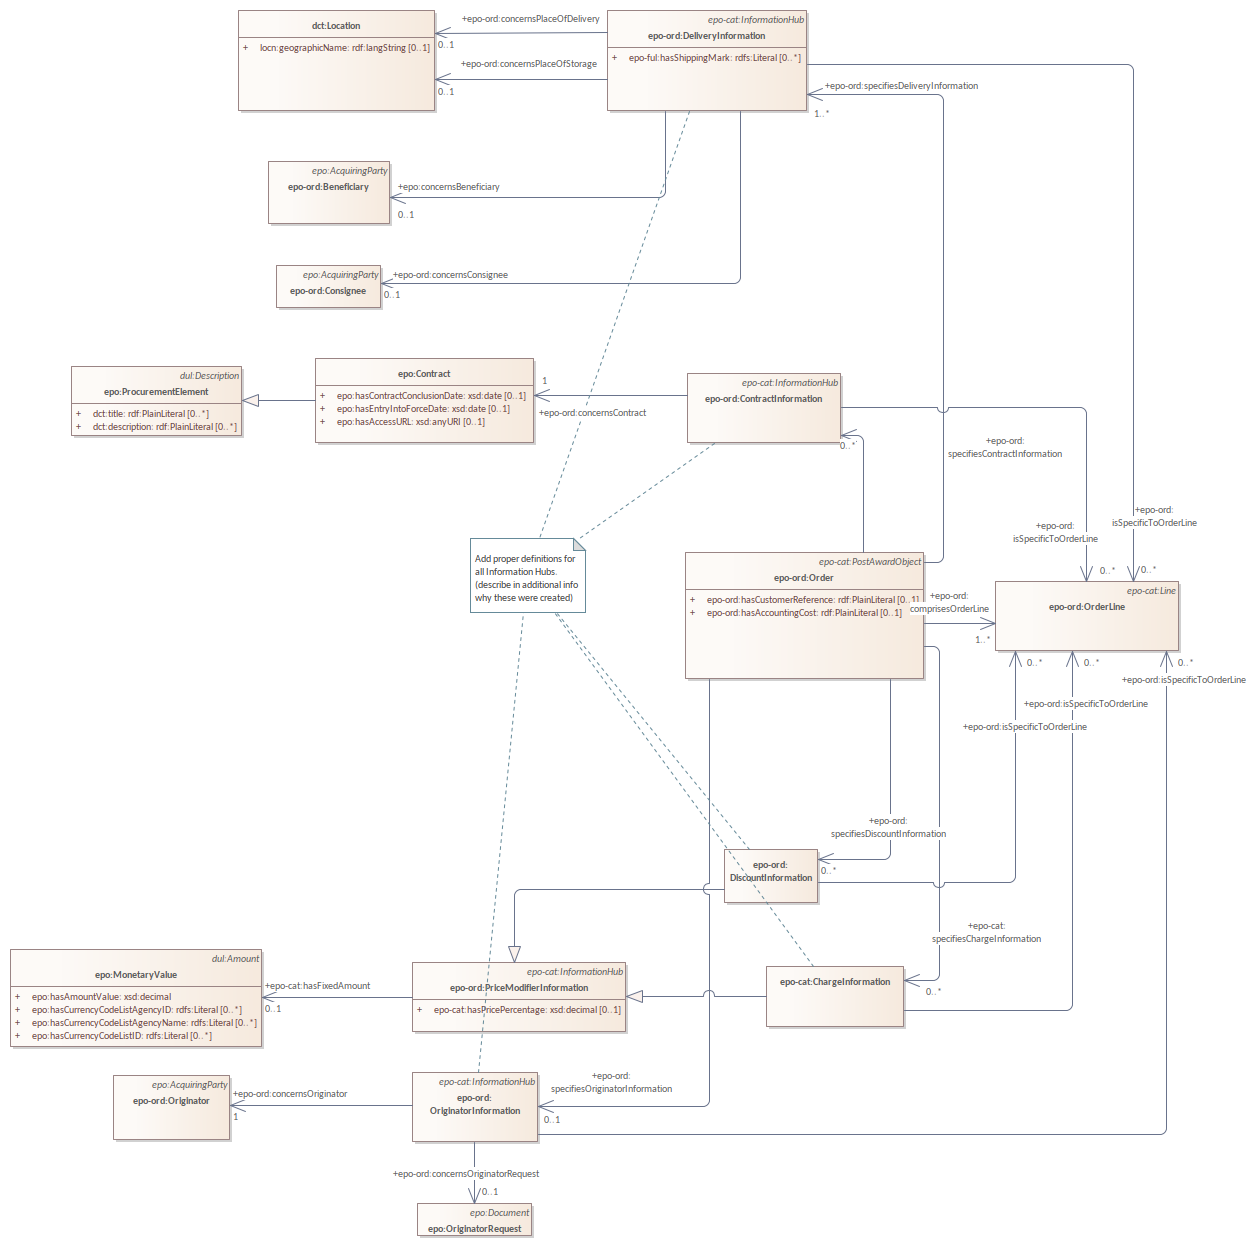 dct:Location
+ locn:geographicName: rdf:langString [0..1]
+epo-ord:concernsPlaceOfDelivery
0..1
+epo-ord:concernsPlaceOfStorage
0..1
epo-cat:InformationHub
epo-ord:DeliveryInformation
+ epo-ful:hasShippingMark: rdfs:Literal [0..*]
+epo-ord:specifiesDeliveryInformation
1..*
epo:AcquiringParty
epo-ord:Beneficiary
+epo:concernsBeneficiary
0..1
epo:AcquiringParty
epo-ord:Consignee
+epo-ord:concernsConsignee
0..1
dul:Description
epo:ProcurementElement
+ dct:title: rdf:PlainLiteral [0..*]
+ dct:description: rdf:PlainLiteral [0..*]
epo:Contract
+ epo:hasContractConclusionDate: xsd:date [0..1]
+ epo:hasEntryIntoForceDate: xsd:date [0..1]
+ epo:hasAccessURL: xsd:anyURI [0..1]
1
+epo-ord:concernsContract
epo-cat:InformationHub
epo-ord:ContractInformation
0..*
+epo-ord:
specifiesContractInformation
+epo-ord:
isSpecificToOrderLine
0..*
+epo-ord:
isSpecificToOrderLine
0..*
Add proper definitions for
all Information Hubs.
(describe in additional info
why these were created)
epo-cat:PostAwardObject
epo-ord:Order
+ epo-ord:hasCustomerReference: rdf:PlainLiteral [0..1]
+ epo-ord:hasAccountingCost: rdf:PlainLiteral [0..1]
+epo-ord:
comprisesOrderLine
1..*
epo-cat:Line
epo-ord:OrderLine
0..*
0..*
0..*
+epo-ord:isSpecificToOrderLine
+epo-ord:isSpecificToOrderLine
+epo-ord:isSpecificToOrderLine
+epo-ord:
specifiesDiscountInformation
0..*
epo-ord:
DiscountInformation
+epo-cat:
specifiesChargeInformation
0..*
epo-cat:ChargeInformation
dul:Amount
epo:MonetaryValue
+ epo:hasAmountValue: xsd:decimal
+ epo:hasCurrencyCodeListAgencyID: rdfs:Literal [0..*]
+ epo:hasCurrencyCodeListAgencyName: rdfs:Literal [0..*]
+ epo:hasCurrencyCodeListID: rdfs:Literal [0..*]
+epo-cat:hasFixedAmount
0..1
epo-cat:InformationHub
epo-ord:PriceModifierInformation
+ epo-cat:hasPricePercentage: xsd:decimal [0..1]
epo:AcquiringParty
epo-ord:Originator
+epo-ord:concernsOriginator
1
epo-cat:InformationHub
epo-ord:
OriginatorInformation
+epo-ord:
specifiesOriginatorInformation
0..1
+epo-ord:concernsOriginatorRequest
0..1
epo:Document
epo-ord:OriginatorRequest